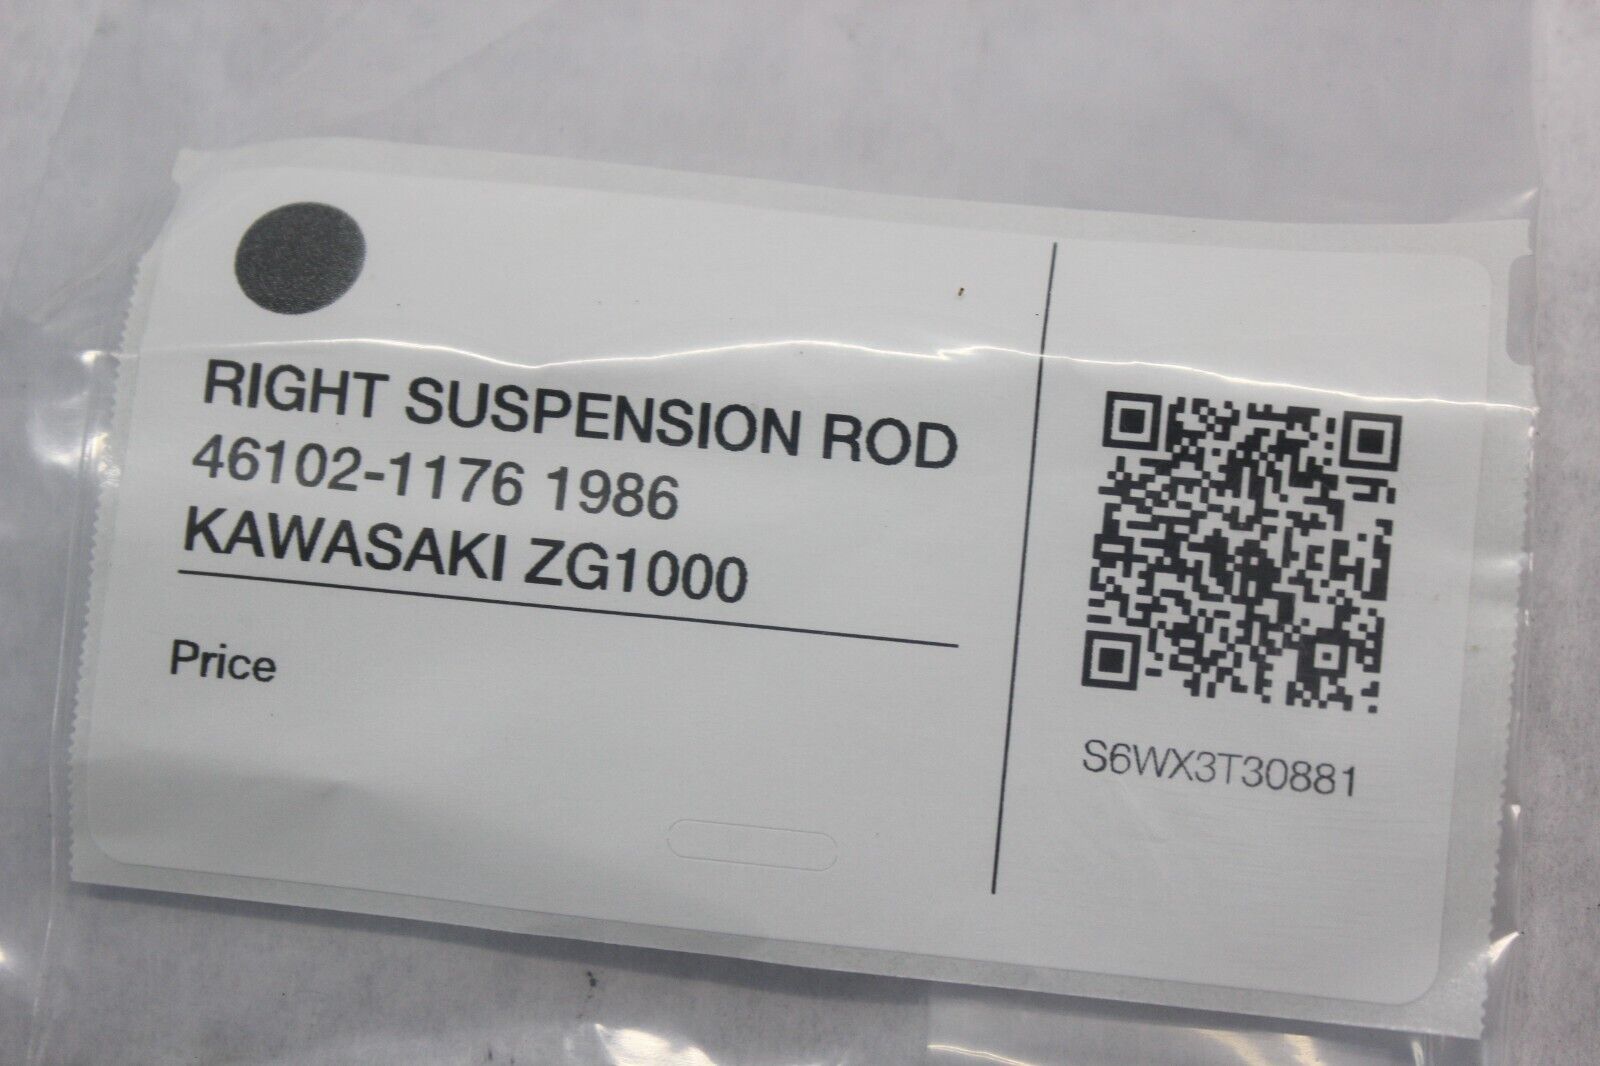 RIGHT SUSPENSION ROD
46102-1176 1986
KAWASAKI ZG1000
Price
S6WX3T30881